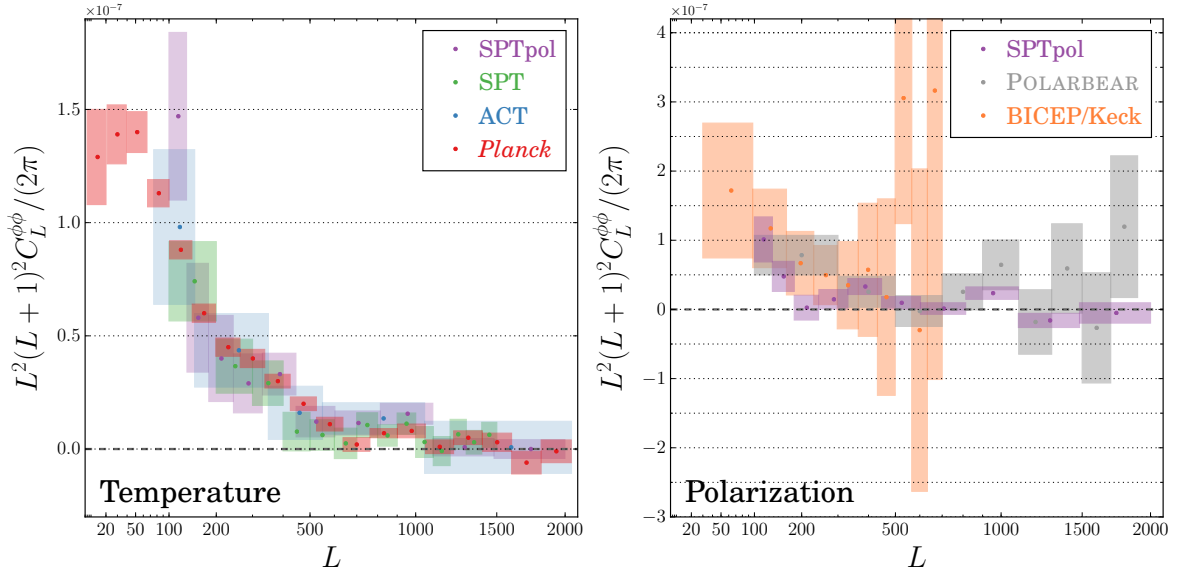 ×10⁻⁷
1.5
1.0
0.5
0.0
L²(L + 1)²C_L^{ϕϕ}/(2π)
SPTpol
SPT
ACT
Planck
Temperature
20 50 100 200 500 1000 1500 2000
L
×10⁻⁷
4
3
2
1
0
−1
−2
−3
L²(L + 1)²C_L^{ϕϕ}/(2π)
SPTpol
POLARBEAR
BICEP/Keck
Polarization
20 50 100 200 500 1000 1500 2000
L